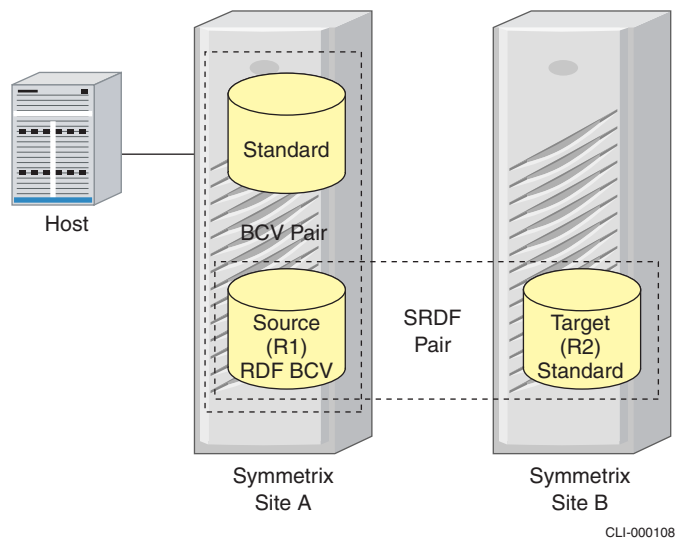 Standard
Host
BCV Pair
Source
(R1)
RDF BCV
SRDF
Pair
Target
(R2)
Standard
Symmetrix
Site A
Symmetrix
Site B
CLI-000108